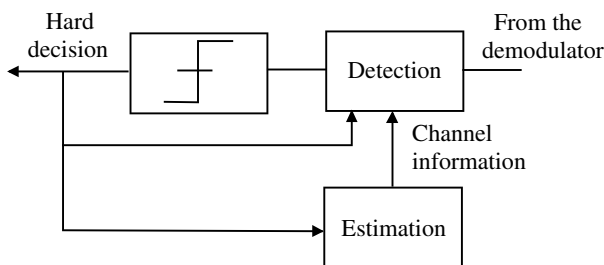 Hard
decision
From the
demodulator
Detection
Channel
information
Estimation